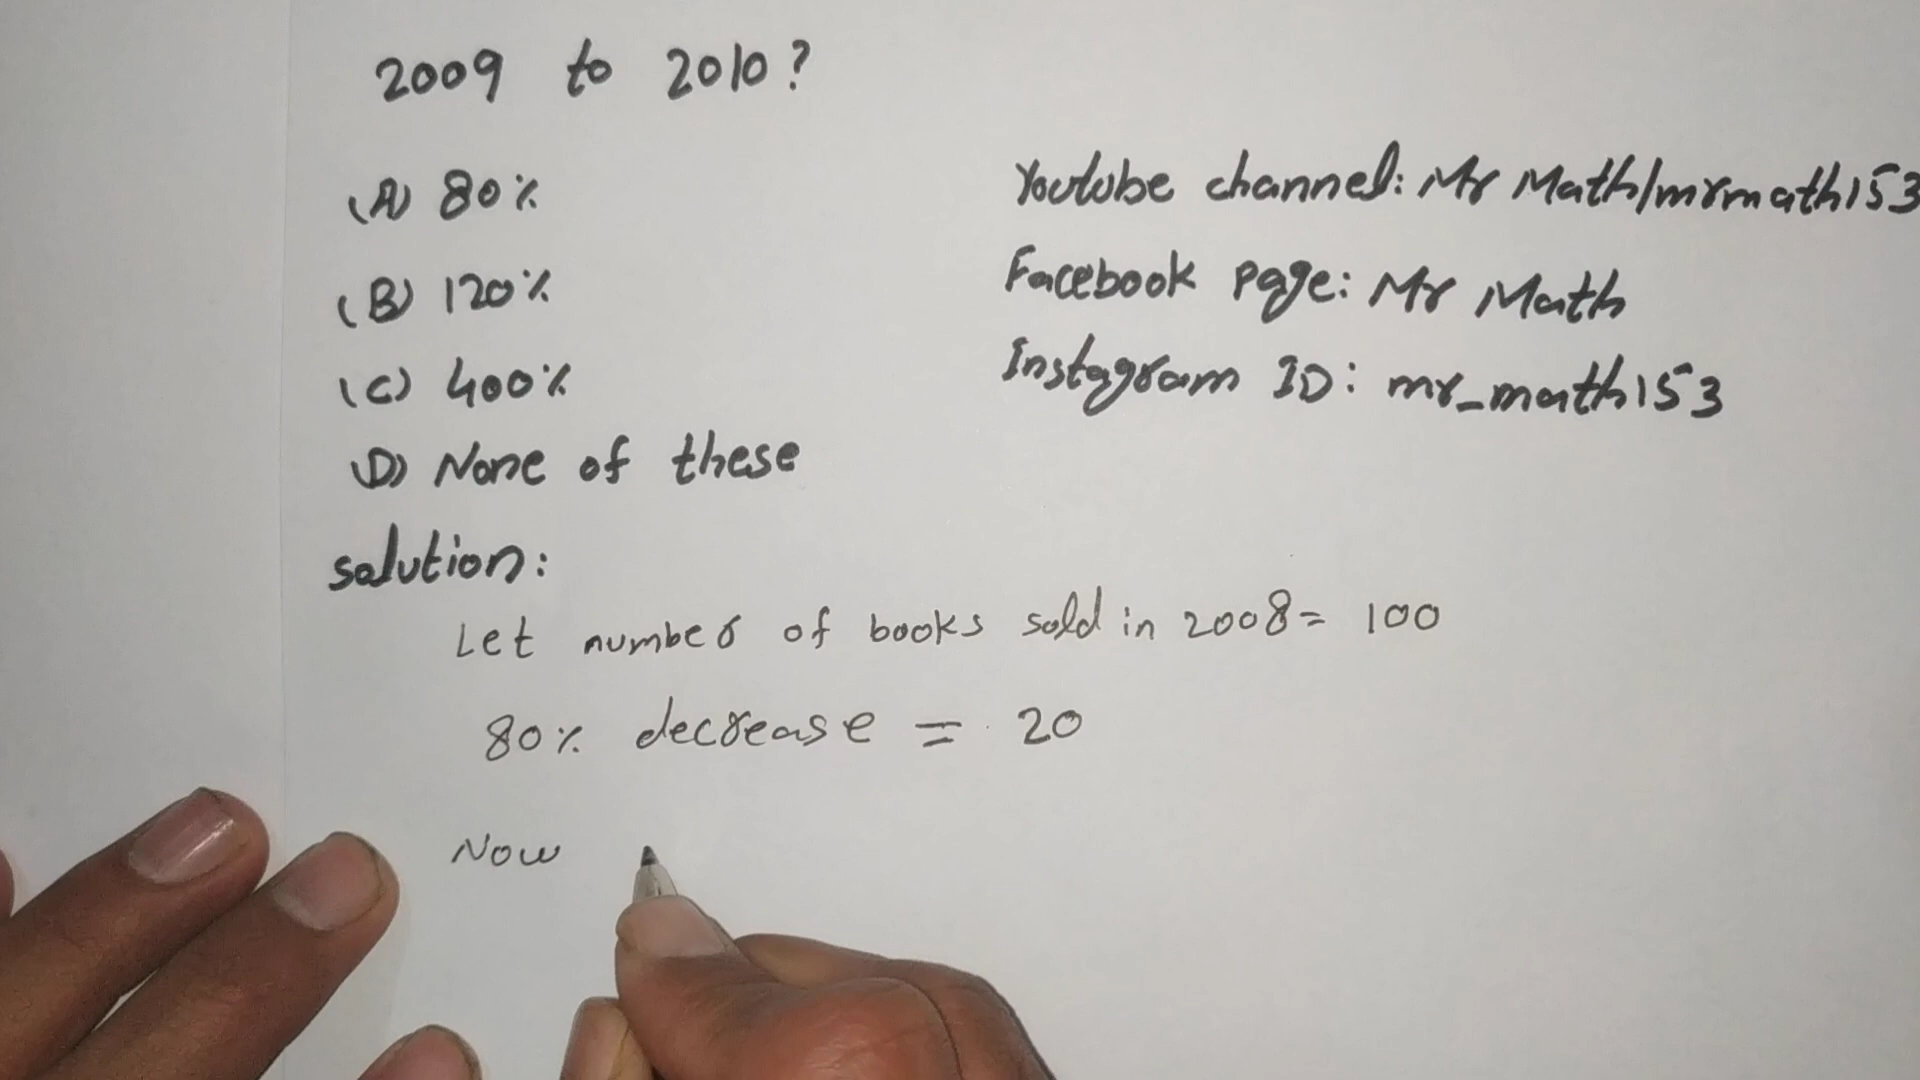 2009 to 2010?
(A) 80%
(B) 120%
(C) 400%
(D) None of these
Youtube channel: Mr Math/mrmath153
Facebook page: Mr Math
Instagram ID: mr_math153
solution:
Let number of books sold in 2008 = 100
80% decrease = 20
Now